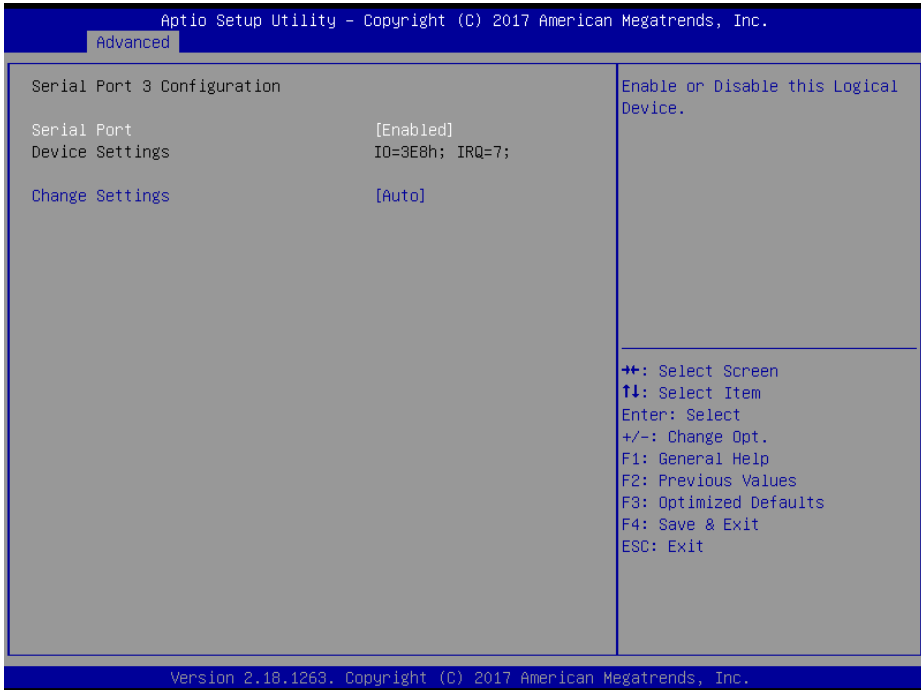 Aptio Setup Utility – Copyright (C) 2017 American Megatrends, Inc.
Advanced
Serial Port 3 Configuration
Serial Port [Enabled]
Device Settings IO=3E8h; IRQ=7;
Change Settings [Auto]
Enable or Disable this Logical
Device.
→←: Select Screen
↑↓: Select Item
Enter: Select
+/-: Change Opt.
F1: General Help
F2: Previous Values
F3: Optimized Defaults
F4: Save & Exit
ESC: Exit
Version 2.18.1263. Copyright (C) 2017 American Megatrends, Inc.